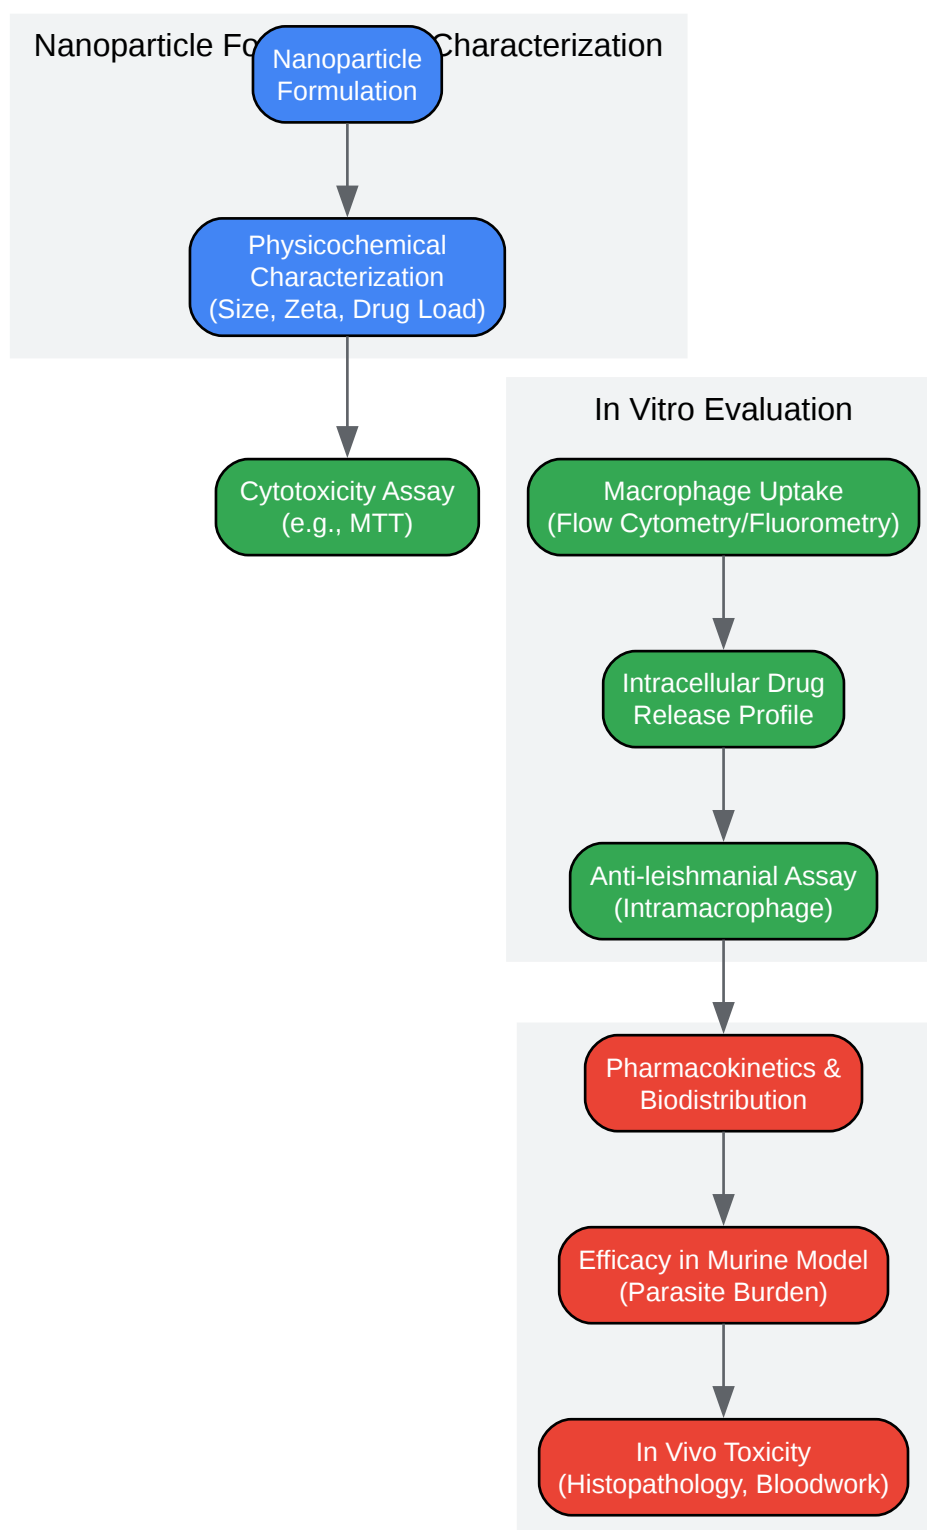 Nanoparticle Fo Characterization
Nanoparticle
Formulation
Physicochemical
Characterization
(Size, Zeta, Drug Load)
In Vitro Evaluation
Cytotoxicity Assay
(e.g., MTT)
Macrophage Uptake
(Flow Cytometry/Fluorometry)
Intracellular Drug
Release Profile
Anti-leishmanial Assay
(Intramacrophage)
Pharmacokinetics &
Biodistribution
Efficacy in Murine Model
(Parasite Burden)
In Vivo Toxicity
(Histopathology, Bloodwork)